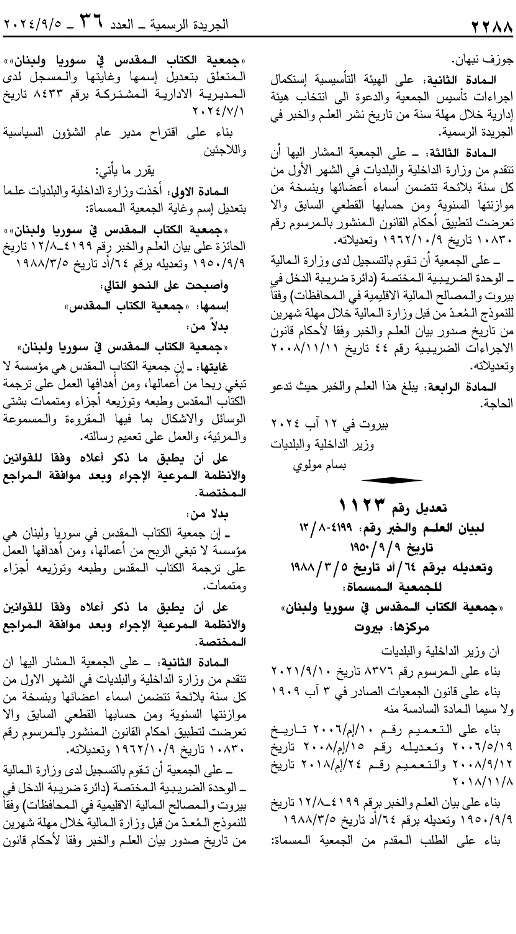 ٢٢٨٨
الجريدة الرسمية ــ العدد ٣٦ ــ ٢٠٢٤/٩/٥
جوزف نيهان.
المادة الثانية: على الهيئة التأسيسية إستكمال
اجراءات تأسيس الجمعية والدعوة الى انتخاب هيئة
إدارية خلال مهلة سنة من تاريخ نشر العلم والخبر في
الجريدة الرسمية.
المادة الثالثة: ــ على الجمعية المشار اليها أن
تتقدم من وزارة الداخلية والبلديات في الشهر الأول من
كل سنة بلائحة تتضمن أسماء أعضائها وبنسخة من
موازنتها السنوية ومن حسابها القطعي السابق والا
تعرضت لتطبيق أحكام القانون المنشور بالمرسوم رقم
١٠٨٣٠ تاريخ ١٩٦٢/١٠/٩ وتعديلاته.
ــ على الجمعية أن تقوم بالتسجيل لدى وزارة المالية
ــ الوحدة الضريبية المختصة (دائرة ضريبة الدخل في
بيروت والمصالح المالية الاقليمية في المحافظات) وفقاً
للنموذج المُعدّ من قبل وزارة المالية خلال مهلة شهرين
من تاريخ صدور بيان العلم والخبر وفقا لأحكام قانون
الاجراءات الضريبية رقم ٤٤ تاريخ ٢٠٠٨/١١/١١
وتعديلاته.
المادة الرابعة: يبلغ هذا العلم والخبر حيث تدعو
الحاجة.
بيروت في ١٢ آب ٢٠٢٤
وزير الداخلية والبلديات
بسام مولوي
تعديل رقم ١١٢٣
لبيان العلم والخبر رقم: ٤١٩٩-١٢/٨
تاريخ ١٩٥٠/٩/٩
وتعديله برقم ٦٤/أد تاريخ ١٩٨٨/٣/٥
للجمعية المسماة:
«جمعية الكتاب المقدس في سوريا ولبنان»
مركزها: بيروت
ان وزير الداخلية والبلديات
بناء على المرسوم رقم ٨٣٧٦ تاريخ ٢٠٢١/٩/١٠
بناء على قانون الجمعيات الصادر في ٣ آب ١٩٠٩
ولا سيما المادة السادسة منه
بناء على التعميم رقم ١٠/إم/٢٠٠٦ تاريخ
٢٠٠٦/٥/١٩ وتعديله رقم ١٥/إم/٢٠٠٨ تاريخ
٢٠٠٨/٩/١٢ والتعميم رقم ٢٤/إم/٢٠١٨ تاريخ
٢٠١٨/١١/٨
بناء على بيان العلم والخبر برقم ٤١٩٩-١٢/٨ تاريخ
١٩٥٠/٩/٩ وتعديله برقم ٦٤/أد تاريخ ١٩٨٨/٣/٥
بناء على الطلب المقدم من الجمعية المسماة:
«جمعية الكتاب المقدس في سوريا ولبنان»»
المتعلق بتعديل إسمها وغايتها والمسجل لدى
المديرية الادارية المشتركة برقم ٨٤٣٣ تاريخ
٢٠٢٤/٧/١
بناء على اقتراح مدير عام الشؤون السياسية
واللاجئين
يقرر ما يأتي:
المادة الاولى: أخذت وزارة الداخلية والبلديات علما
بتعديل إسم وغاية الجمعية المسماة:
«جمعية الكتاب المقدس في سوريا ولبنان»»
الحائزة على بيان العلم والخبر رقم ٤١٩٩-١٢/٨ تاريخ
١٩٥٠/٩/٩ وتعديله برقم ٦٤/أد تاريخ ١٩٨٨/٣/٥
وأصبحت على النحو التالي:
إسمها: «جمعية الكتاب المقدس»
بدلاً من:
«جمعية الكتاب المقدس في سوريا ولبنان»
غايتها: ــ إن جمعية الكتاب المقدس هي مؤسسة لا
تبغي ربحا من أعمالها، ومن أهدافها العمل على ترجمة
الكتاب المقدس وطبعه وتوزيعه أجزاء ومتممات بشتى
الوسائل والاشكال بما فيها المقروءة والمسموعة
والمرئية، والعمل على تعميم رسالته.
على أن يطبق ما ذكر أعلاه وفقا للقوانين
والأنظمة المرعية الإجراء وبعد موافقة المراجع
المختصة.
بدلا من:
ــ إن جمعية الكتاب المقدس في سوريا ولبنان هي
مؤسسة لا تبغي الربح من أعمالها، ومن أهدافها العمل
على ترجمة الكتاب المقدس وطبعه وتوزيعه أجزاء
ومتممات.
على أن يطبق ما ذكر أعلاه وفقا للقوانين
والأنظمة المرعية الإجراء وبعد موافقة المراجع
المختصة.
المادة الثانية: ــ على الجمعية المشار اليها ان
تتقدم من وزارة الداخلية والبلديات في الشهر الاول من
كل سنة بلائحة تتضمن اسماء اعضائها وبنسخة من
موازنتها السنوية ومن حسابها القطعي السابق والا
تعرضت لتطبيق احكام القانون المنشور بالمرسوم رقم
١٠٨٣٠ تاريخ ١٩٦٢/١٠/٩ وتعديلاته.
ــ على الجمعية أن تقوم بالتسجيل لدى وزارة المالية
ــ الوحدة الضريبية المختصة (دائرة ضريبة الدخل في
بيروت والمصالح المالية الاقليمية في المحافظات) وفقاً
للنموذج المُعدّ من قبل وزارة المالية خلال مهلة شهرين
من تاريخ صدور بيان العلم والخبر وفقا لأحكام قانون